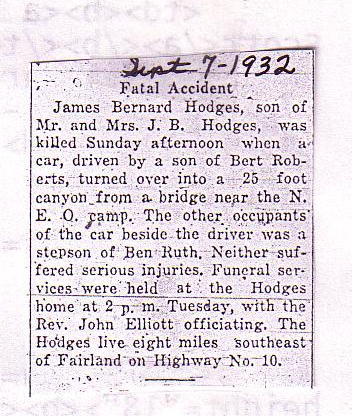 Sept 7-1932
Fatal Accident
James Bernard Hodges, son of
Mr. and Mrs. J. B. Hodges, was
killed Sunday afternoon when a
car, driven by a son of Bert Rob-
erts, turned over into a 25 foot
canyon from a bridge near the N.
E. O. camp. The other occupants
of the car beside the driver was a
stepson of Ben Ruth. Neither suf-
fered serious injuries. Funeral ser-
vices were held at the Hodges
home at 2 p. m. Tuesday, with the
Rev. John Elliott officiating. The
Hodges live eight miles southeast
of Fairland on Highway No. 10.